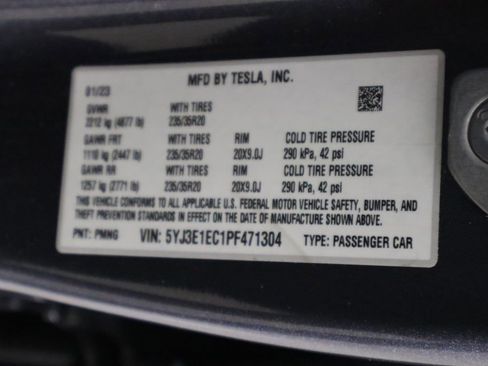 MFD BY TESLA, INC.
01/23
GVWR WITH TIRES
2212 kg (4877 lb) 235/35R20
GAWR FRT WITH TIRES RIM COLD TIRE PRESSURE
1110 kg (2447 lb) 235/35R20 20X9.0J 290 kPa, 42 psi
GAWR RR WITH TIRES RIM COLD TIRE PRESSURE
1257 kg (2771 lb) 235/35R20 20X9.0J 290 kPa, 42 psi
THIS VEHICLE CONFORMS TO ALL APPLICABLE U.S. FEDERAL MOTOR VEHICLE SAFETY, BUMPER, AND
THEFT PREVENTION STANDARDS IN EFFECT ON THE DATE OF MANUFACTURE SHOWN ABOVE.
PNT: PMNG VIN: 5YJ3E1EC1PF471304 TYPE: PASSENGER CAR